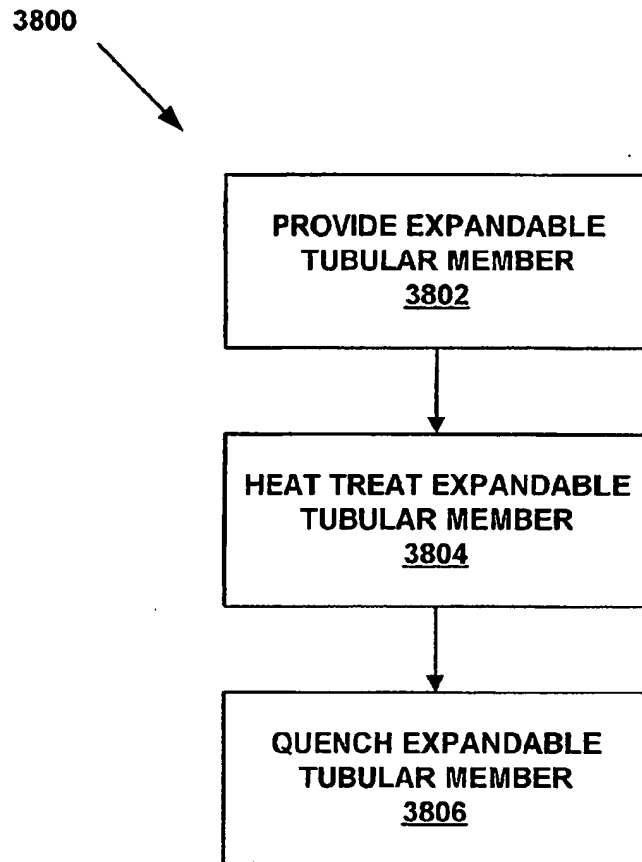 3800
PROVIDE EXPANDABLE
TUBULAR MEMBER
3802
HEAT TREAT EXPANDABLE
TUBULAR MEMBER
3804
QUENCH EXPANDABLE
TUBULAR MEMBER
3806